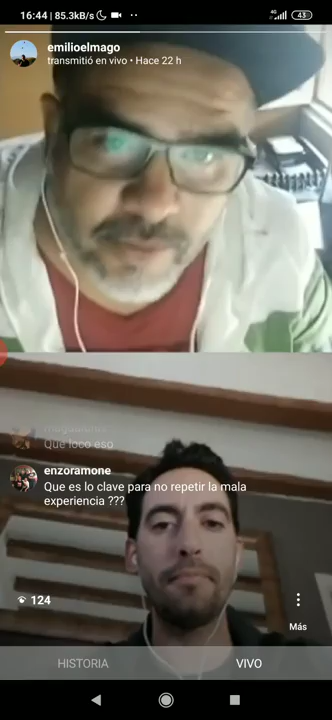 16:44 | 85.3kB/s
4G
43
emilioelmago
transmitió en vivo • Hace 22 h
Que loco eso
enzoramone
Que es lo clave para no repetir la mala
experiencia ???
124
Más
HISTORIA
VIVO